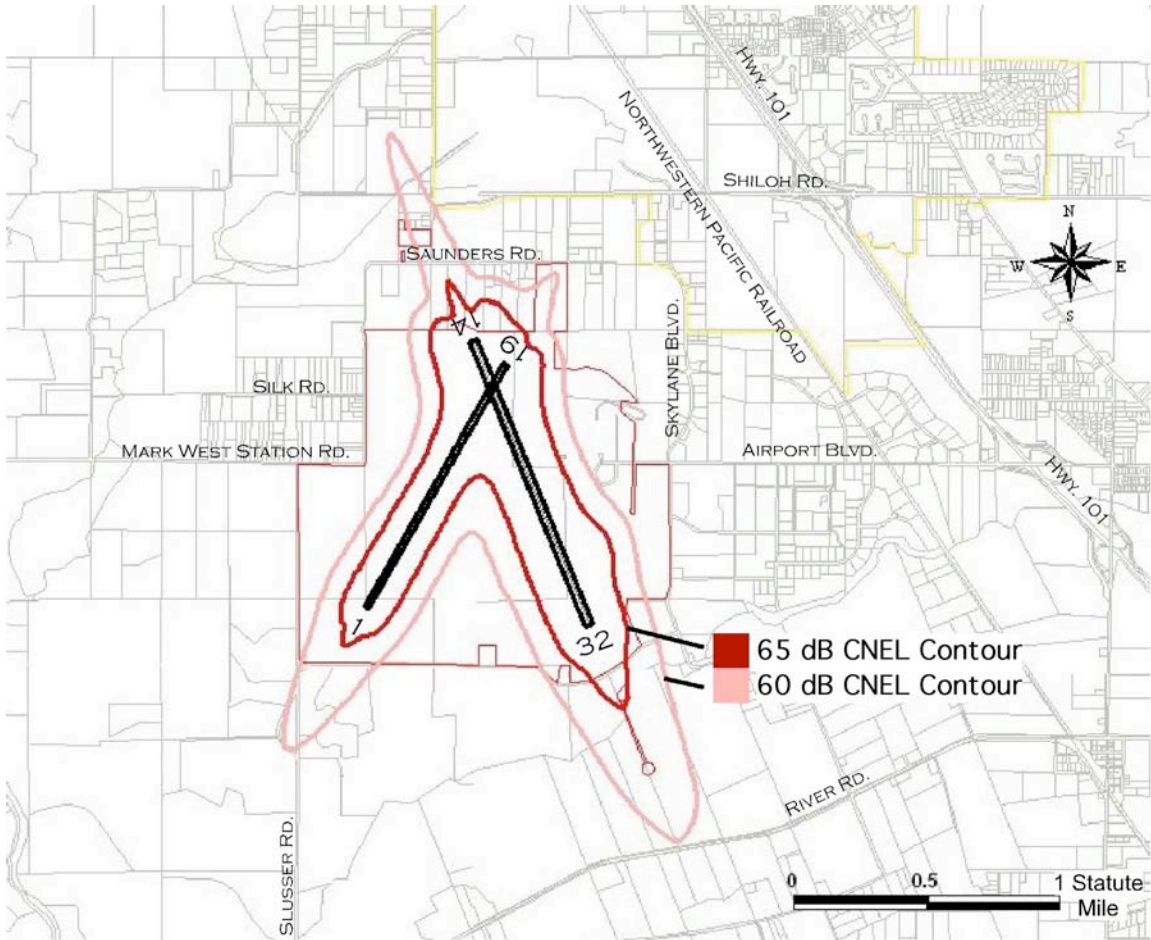 HWY. 101
NORTHWESTERN PACIFIC RAILROAD
SHILOH RD.
N
W E
S
SAUNDERS RD.
14
19
SKYLANE BLVD.
SILK RD.
MARK WEST STATION RD.
AIRPORT BLVD.
HWY. 101
1
32
65 dB CNEL Contour
60 dB CNEL Contour
RIVER RD.
SLUSSER RD.
0 0.5 1 Statute
Mile